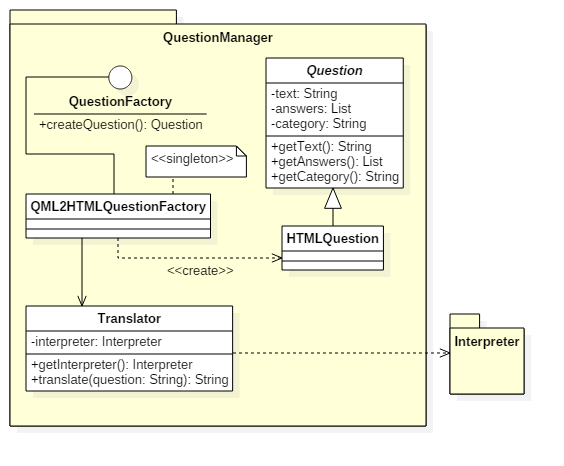 QuestionManager
QuestionFactory
+createQuestion(): Question
Question
-text: String
-answers: List
-category: String
+getText(): String
+getAnswers(): List
+getCategory(): String
<<singleton>>
QML2HTMLQuestionFactory
HTMLQuestion
<<create>>
Translator
-interpreter: Interpreter
+getInterpreter(): Interpreter
+translate(question: String): String
Interpreter